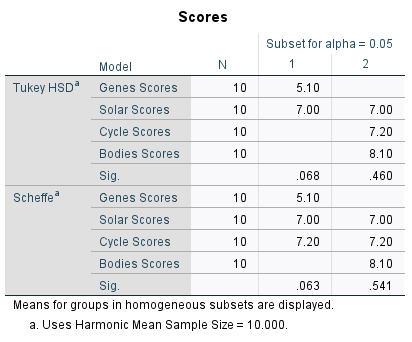 Scores
Subset for alpha = 0.05
Model N 1 2
Tukey HSDa Genes Scores 10 5.10
Solar Scores 10 7.00 7.00
Cycle Scores 10 7.20
Bodies Scores 10 8.10
Sig. .068 .460
Scheffea Genes Scores 10 5.10
Solar Scores 10 7.00 7.00
Cycle Scores 10 7.20 7.20
Bodies Scores 10 8.10
Sig. .063 .541
Means for groups in homogeneous subsets are displayed.
a. Uses Harmonic Mean Sample Size = 10.000.